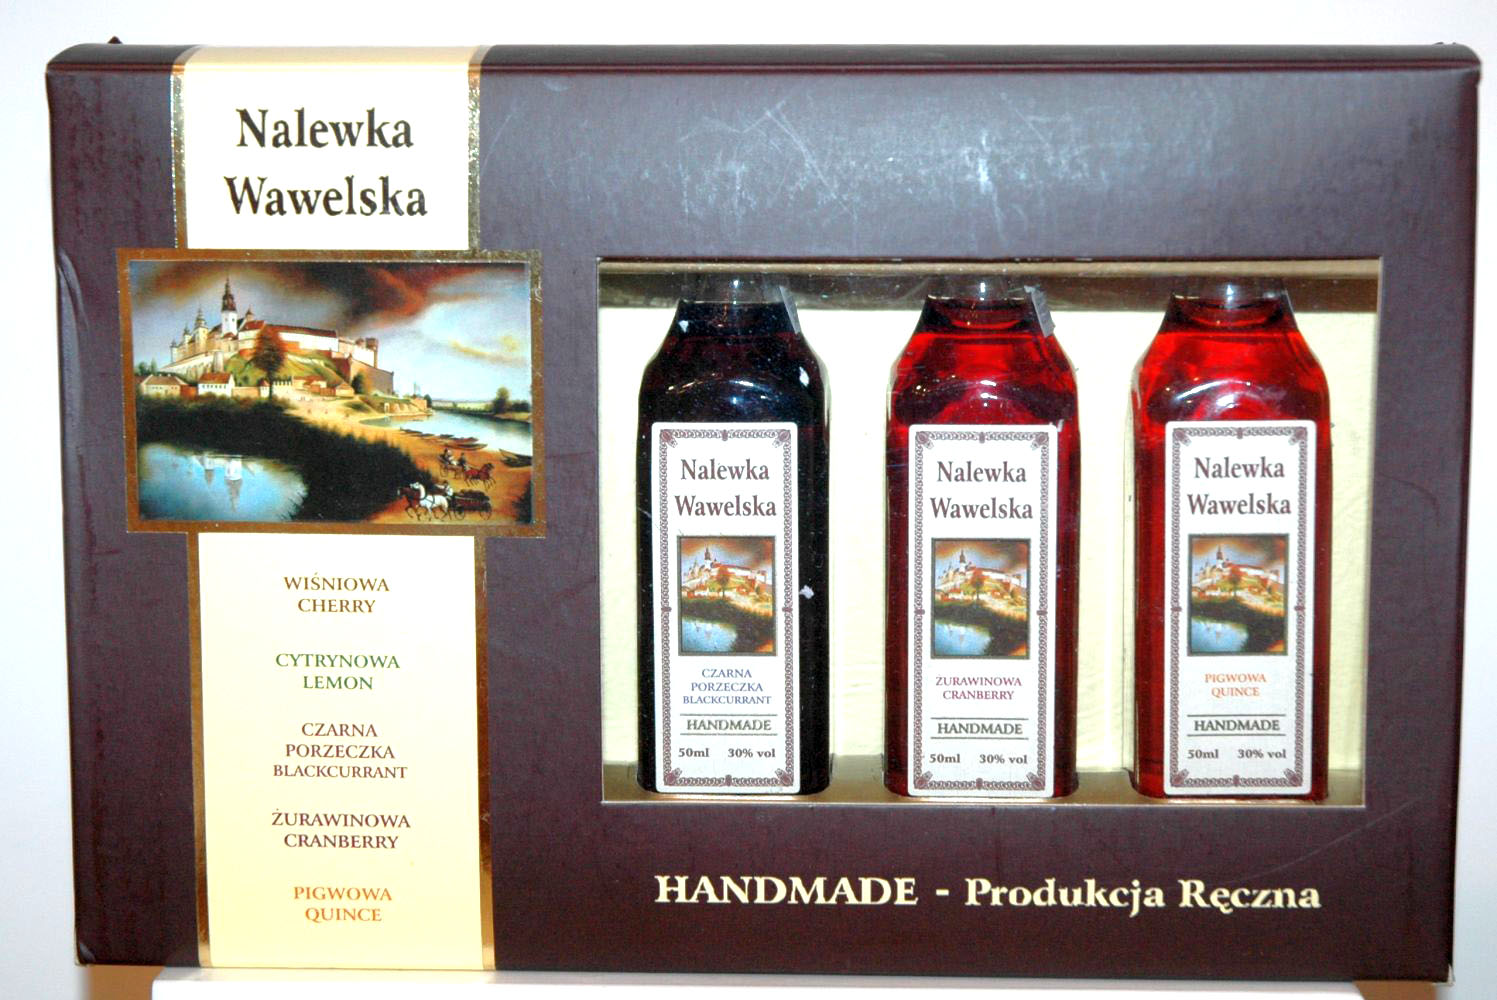 Nalewka
Wawelska
WIŚNIOWA
CHERRY
CYTRYNOWA
LEMON
CZARNA
PORZECZKA
BLACKCURRANT
ŻURAWINOWA
CRANBERRY
PIGWOWA
QUINCE
Nalewka
Wawelska
CZARNA
PORZECZKA
BLACKCURRANT
HANDMADE
50ml 30% vol
Nalewka
Wawelska
ŻURAWINOWA
CRANBERRY
HANDMADE
50ml 30% vol
Nalewka
Wawelska
PIGWOWA
QUINCE
HANDMADE
50ml 30% vol
HANDMADE - Produkcja Ręczna